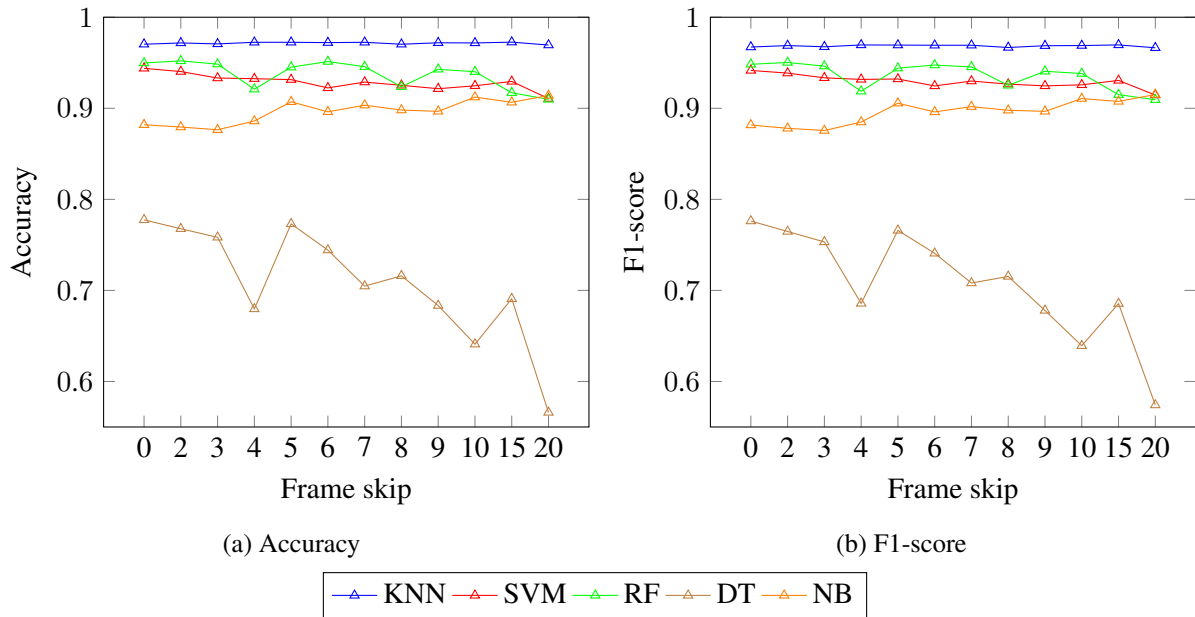 1
0.9
0.8
0.7
0.6
Accuracy
0 2 3 4 5 6 7 8 9 10 15 20
Frame skip
(a) Accuracy
1
0.9
0.8
0.7
0.6
F1-score
0 2 3 4 5 6 7 8 9 10 15 20
Frame skip
(b) F1-score
KNN SVM RF DT NB